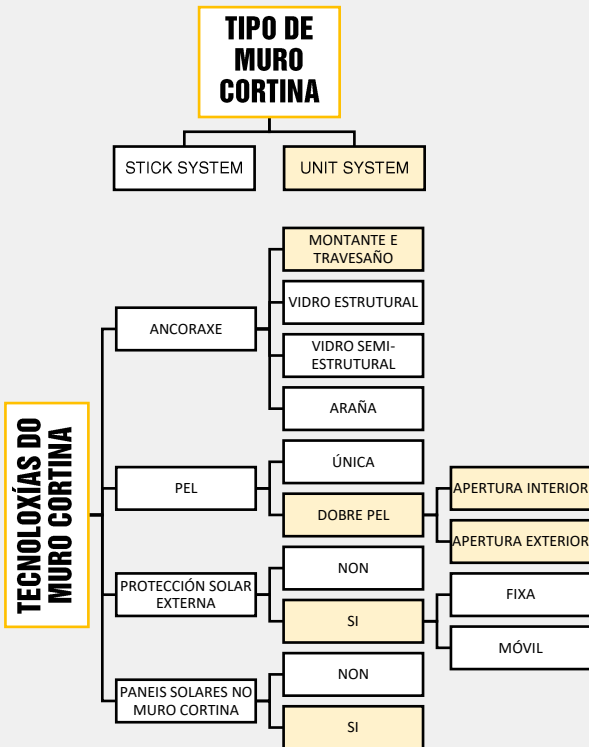 TIPO DE
MURO
CORTINA
STICK SYSTEM
UNIT SYSTEM
TECNOLOXÍAS DO
MURO CORTINA
ANCORAXE
MONTANTE E
TRAVESAÑO
VIDRO ESTRUTURAL
VIDRO SEMI-
ESTRUTURAL
ARAÑA
PEL
ÚNICA
DOBRE PEL
APERTURA INTERIOR
APERTURA EXTERIOR
PROTECCIÓN SOLAR
EXTERNA
NON
SI
FIXA
MÓVIL
PANEIS SOLARES NO
MURO CORTINA
NON
SI